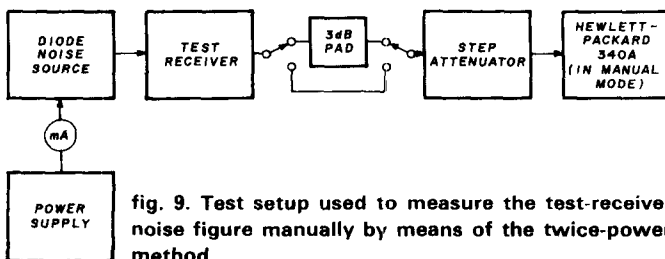 DIODE
NOISE
SOURCE
TEST
RECEIVER
3dB
PAD
STEP
ATTENUATOR
HEWLETT-
PACKARD
340A
(IN MANUAL
MODE)
mA
POWER
SUPPLY
fig. 9. Test setup used to measure the test-receive
noise figure manually by means of the twice-power
method